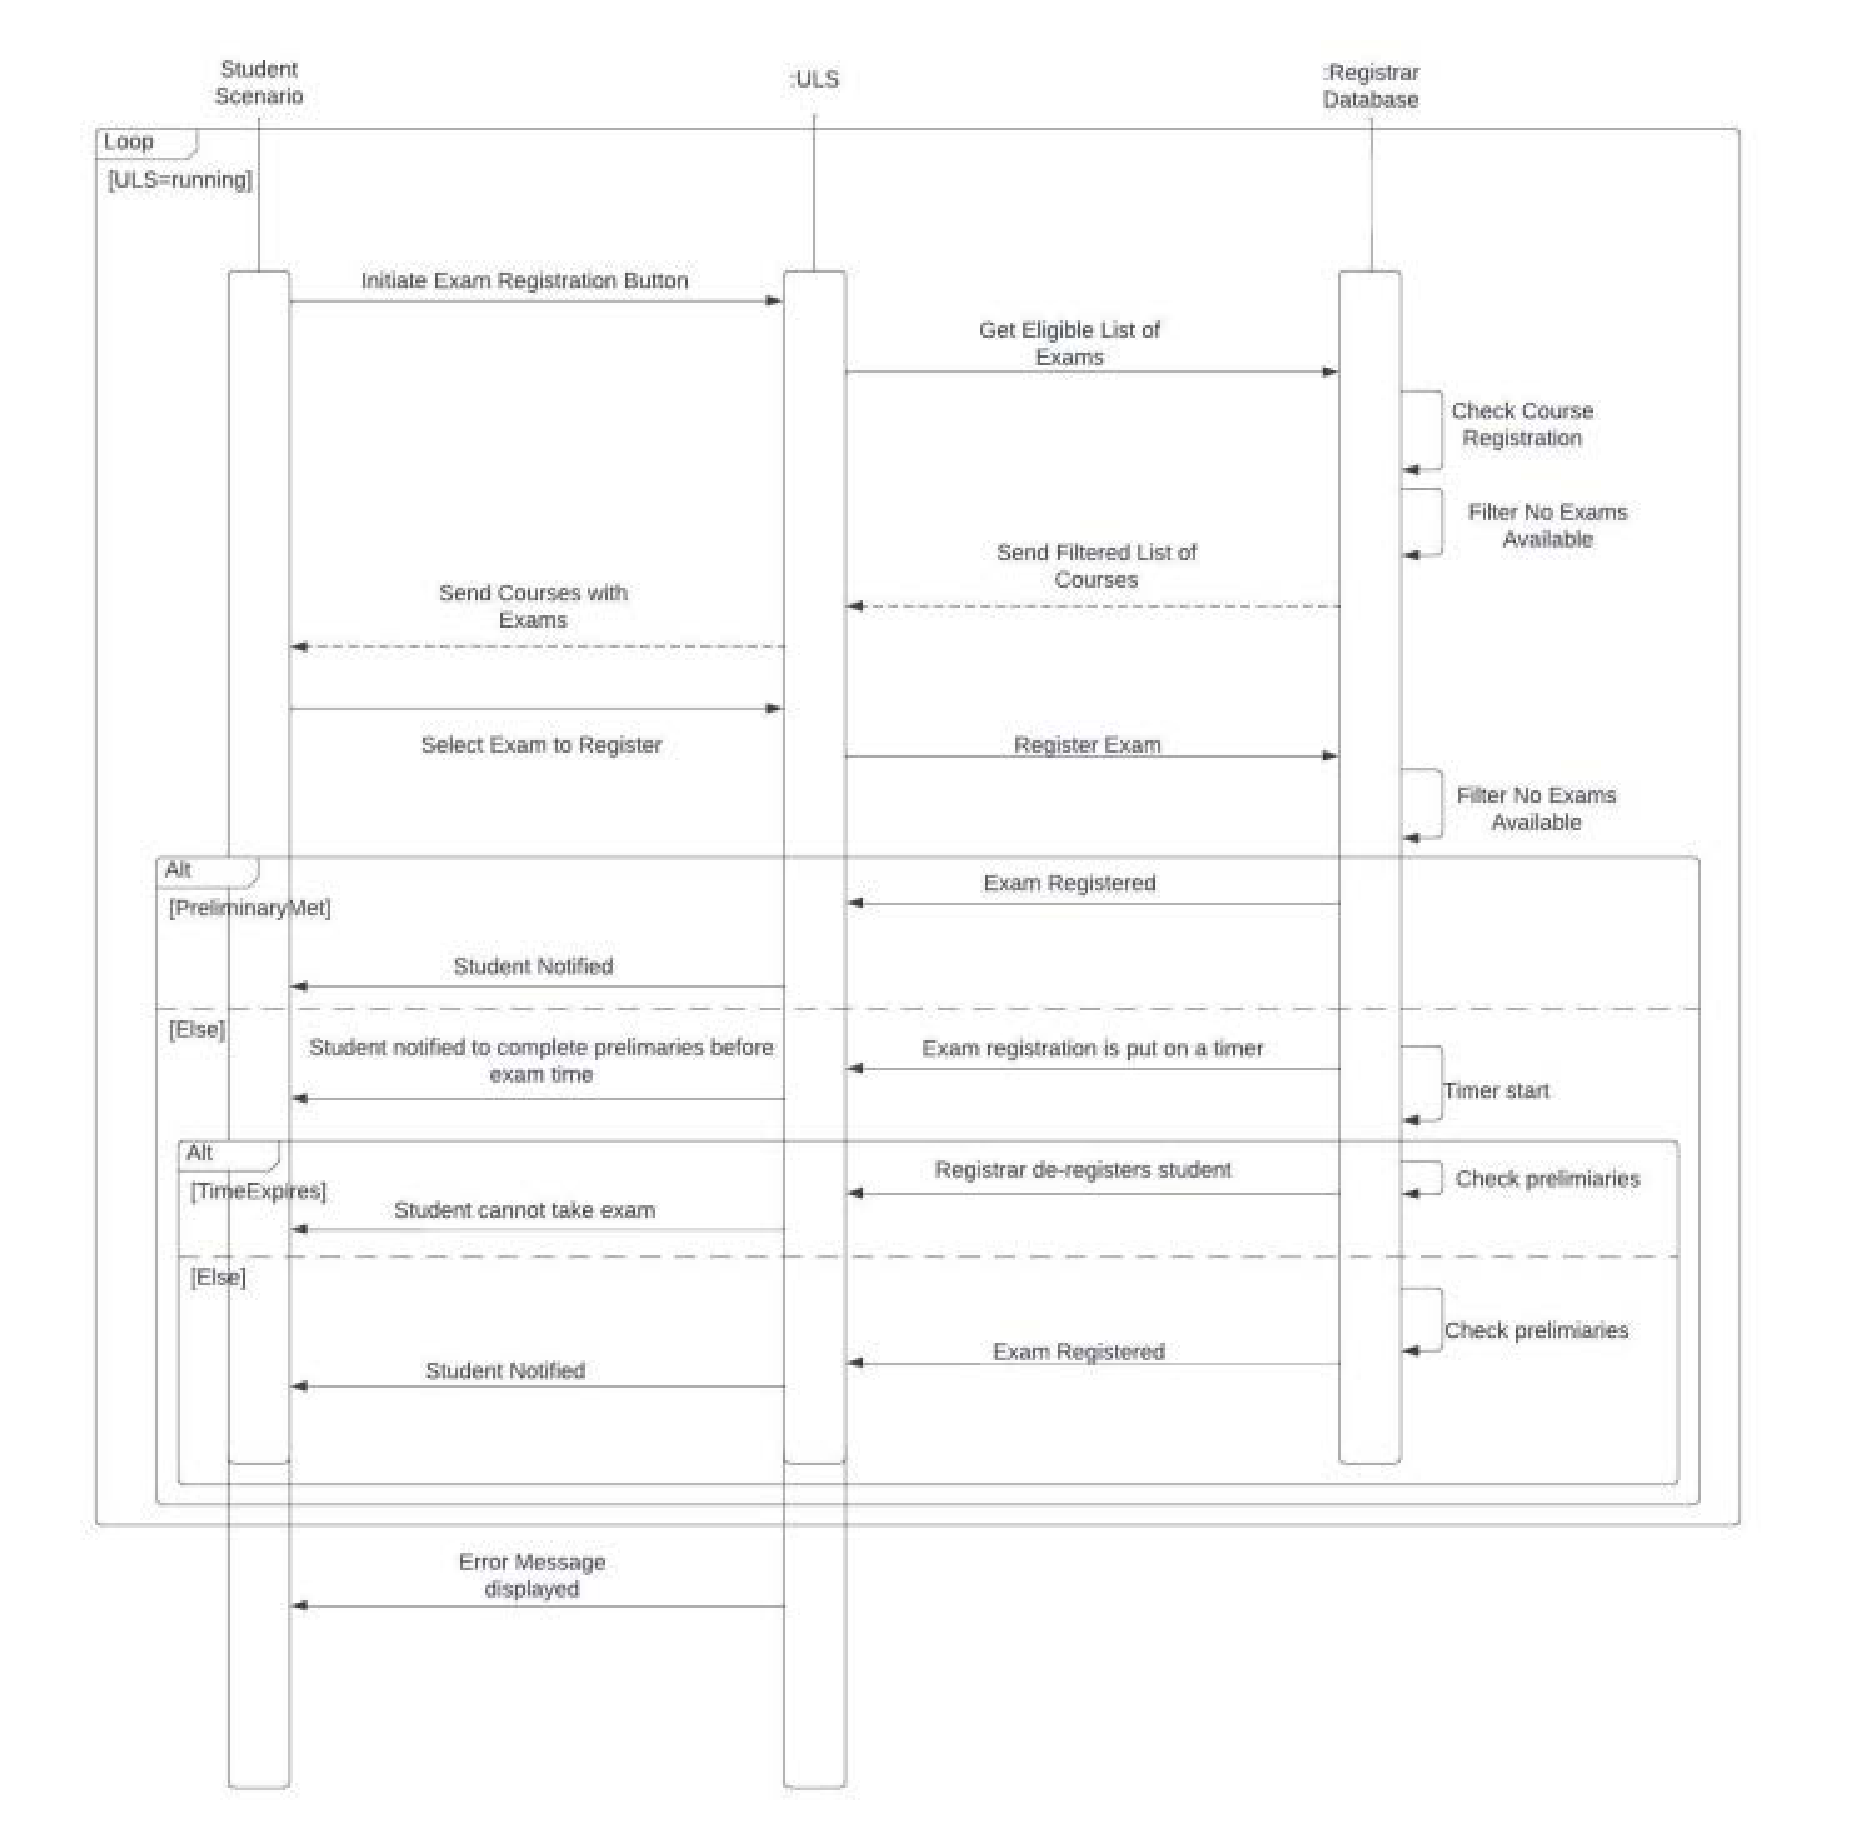 Student
Scenario
:ULS
:Registrar
Database
Loop
[ULS=running]
Initiate Exam Registration Button
Get Eligible List of
Exams
Check Course
Registration
Filter No Exams
Available
Send Filtered List of
Courses
Send Courses with
Exams
Select Exam to Register
Register Exam
Filter No Exams
Available
Alt
[PreliminaryMet]
Exam Registered
Student Notified
[Else]
Student notified to complete prelimaries before
exam time
Exam registration is put on a timer
Timer start
Alt
[TimeExpires]
Registrar de-registers student
Check prelimiaries
Student cannot take exam
[Else]
Check prelimiaries
Exam Registered
Student Notified
Error Message
displayed